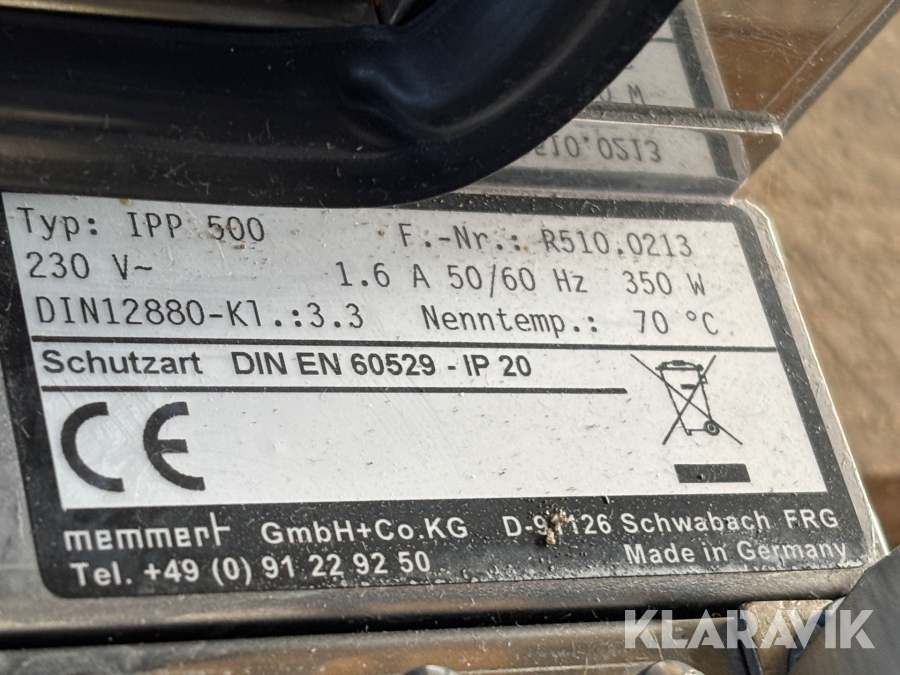 Typ: IPP 500 F.-Nr.: R510.0213
230 V~ 1.6 A 50/60 Hz 350 W
DIN12880-Kl.:3.3 Nenntemp.: 70 °C
Schutzart DIN EN 60529 - IP 20
CE
memmert GmbH+Co.KG D-91126 Schwabach FRG
Made in Germany
Tel. +49 (0) 91 22 92 50
KLARAVIK